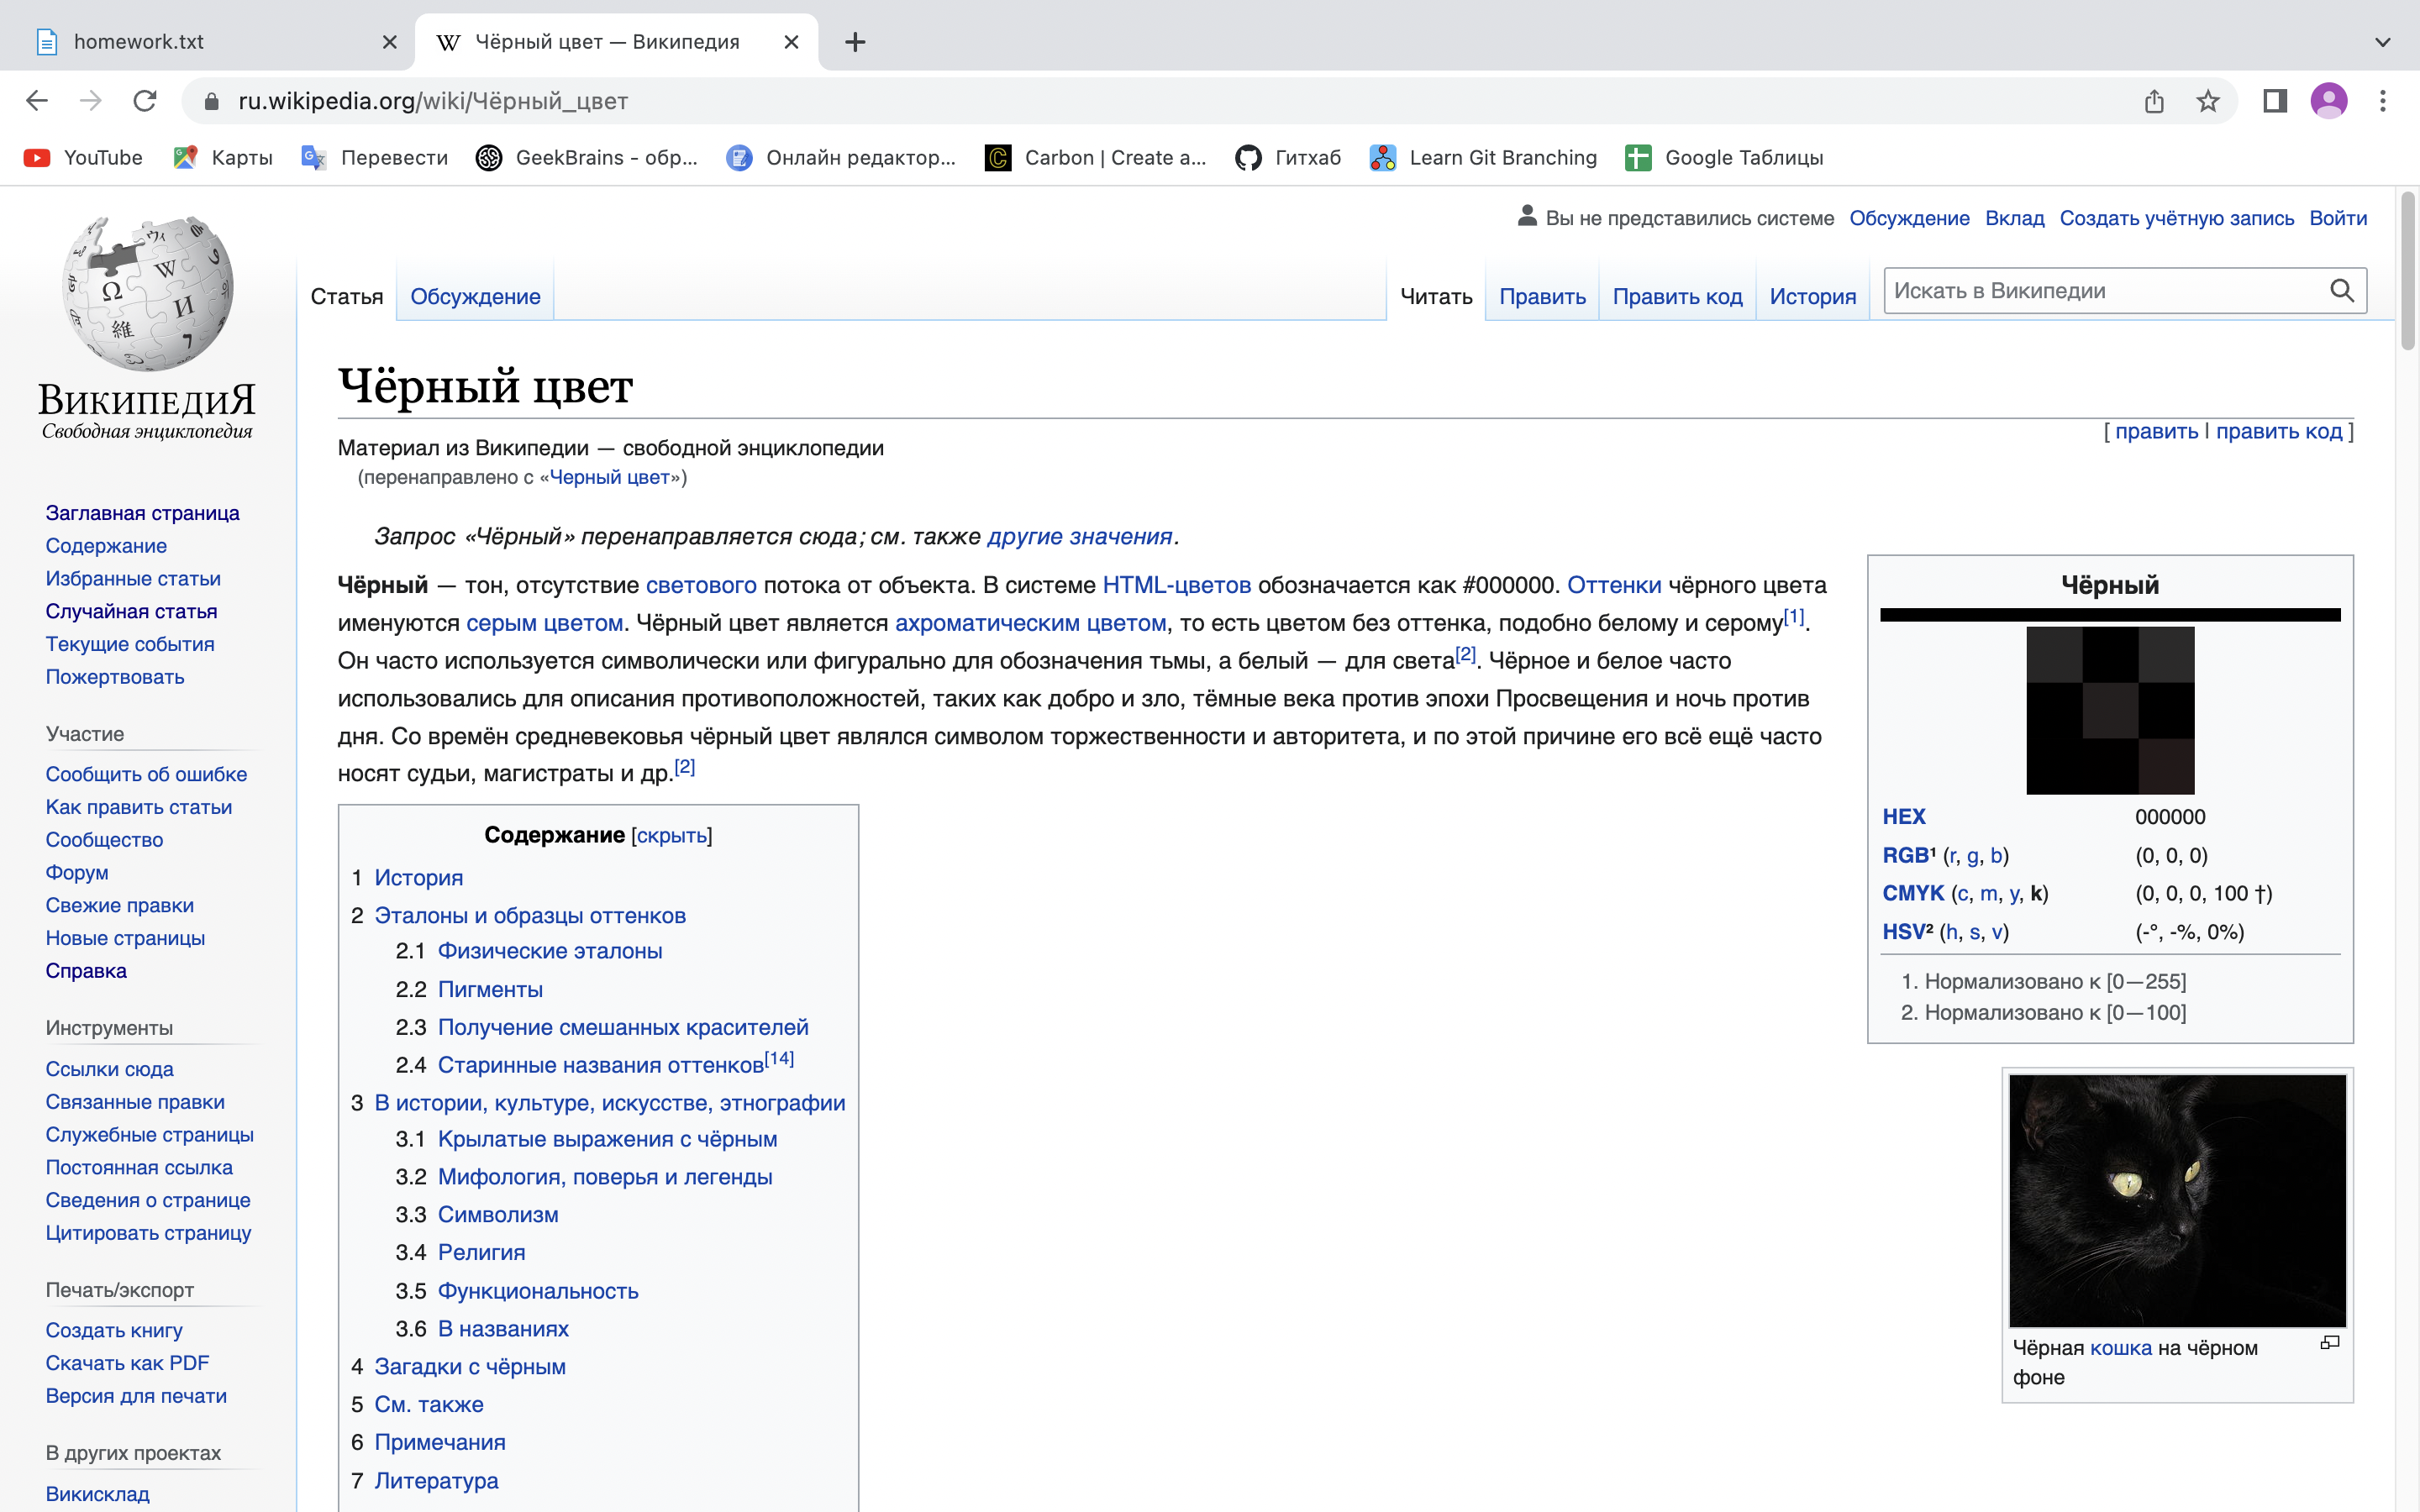 homework.txt
Чёрный цвет — Википедия
ru.wikipedia.org/wiki/Чёрный_цвет
YouTube
Карты
Перевести
GeekBrains - обр...
Онлайн редактор...
Carbon | Create a...
Гитхаб
Learn Git Branching
Google Таблицы
Вы не представились системе Обсуждение Вклад Создать учётную запись Войти
Статья Обсуждение
Читать Править Править код История
Искать в Википедии
ВикипедиЯ
Свободная энциклопедия
Заглавная страница
Содержание
Избранные статьи
Случайная статья
Текущие события
Пожертвовать
Участие
Сообщить об ошибке
Как править статьи
Сообщество
Форум
Свежие правки
Новые страницы
Справка
Инструменты
Ссылки сюда
Связанные правки
Служебные страницы
Постоянная ссылка
Сведения о странице
Цитировать страницу
Печать/экспорт
Создать книгу
Скачать как PDF
Версия для печати
В других проектах
Викисклад
Чёрный цвет
[ править | править код ]
Материал из Википедии — свободной энциклопедии
(перенаправлено с «Черный цвет»)
Запрос «Чёрный» перенаправляется сюда; см. также другие значения.
Чёрный — тон, отсутствие светового потока от объекта. В системе HTML-цветов обозначается как #000000. Оттенки чёрного цвета
именуются серым цветом. Чёрный цвет является ахроматическим цветом, то есть цветом без оттенка, подобно белому и серому[1].
Он часто используется символически или фигурально для обозначения тьмы, а белый — для света[2]. Чёрное и белое часто
использовались для описания противоположностей, таких как добро и зло, тёмные века против эпохи Просвещения и ночь против
дня. Со времён средневековья чёрный цвет являлся символом торжественности и авторитета, и по этой причине его всё ещё часто
носят судьи, магистраты и др.[2]
Содержание [скрыть]
1 История
2 Эталоны и образцы оттенков
2.1 Физические эталоны
2.2 Пигменты
2.3 Получение смешанных красителей
2.4 Старинные названия оттенков[14]
3 В истории, культуре, искусстве, этнографии
3.1 Крылатые выражения с чёрным
3.2 Мифология, поверья и легенды
3.3 Символизм
3.4 Религия
3.5 Функциональность
3.6 В названиях
4 Загадки с чёрным
5 См. также
6 Примечания
7 Литература
Чёрный
HEX 000000
RGB¹ (r, g, b) (0, 0, 0)
CMYK (c, m, y, k) (0, 0, 0, 100 †)
HSV² (h, s, v) (-°, -%, 0%)
1. Нормализовано к [0—255]
2. Нормализовано к [0—100]
Чёрная кошка на чёрном
фоне